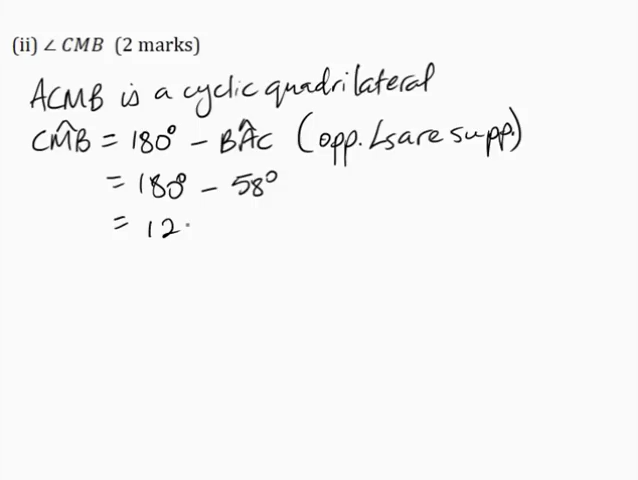 (ii) ∠ CMB (2 marks)
ACMB is a cyclic quadrilateral
CM̂B = 180° - BÂC (opp. ∠s are supp.)
= 180° - 58°
= 12